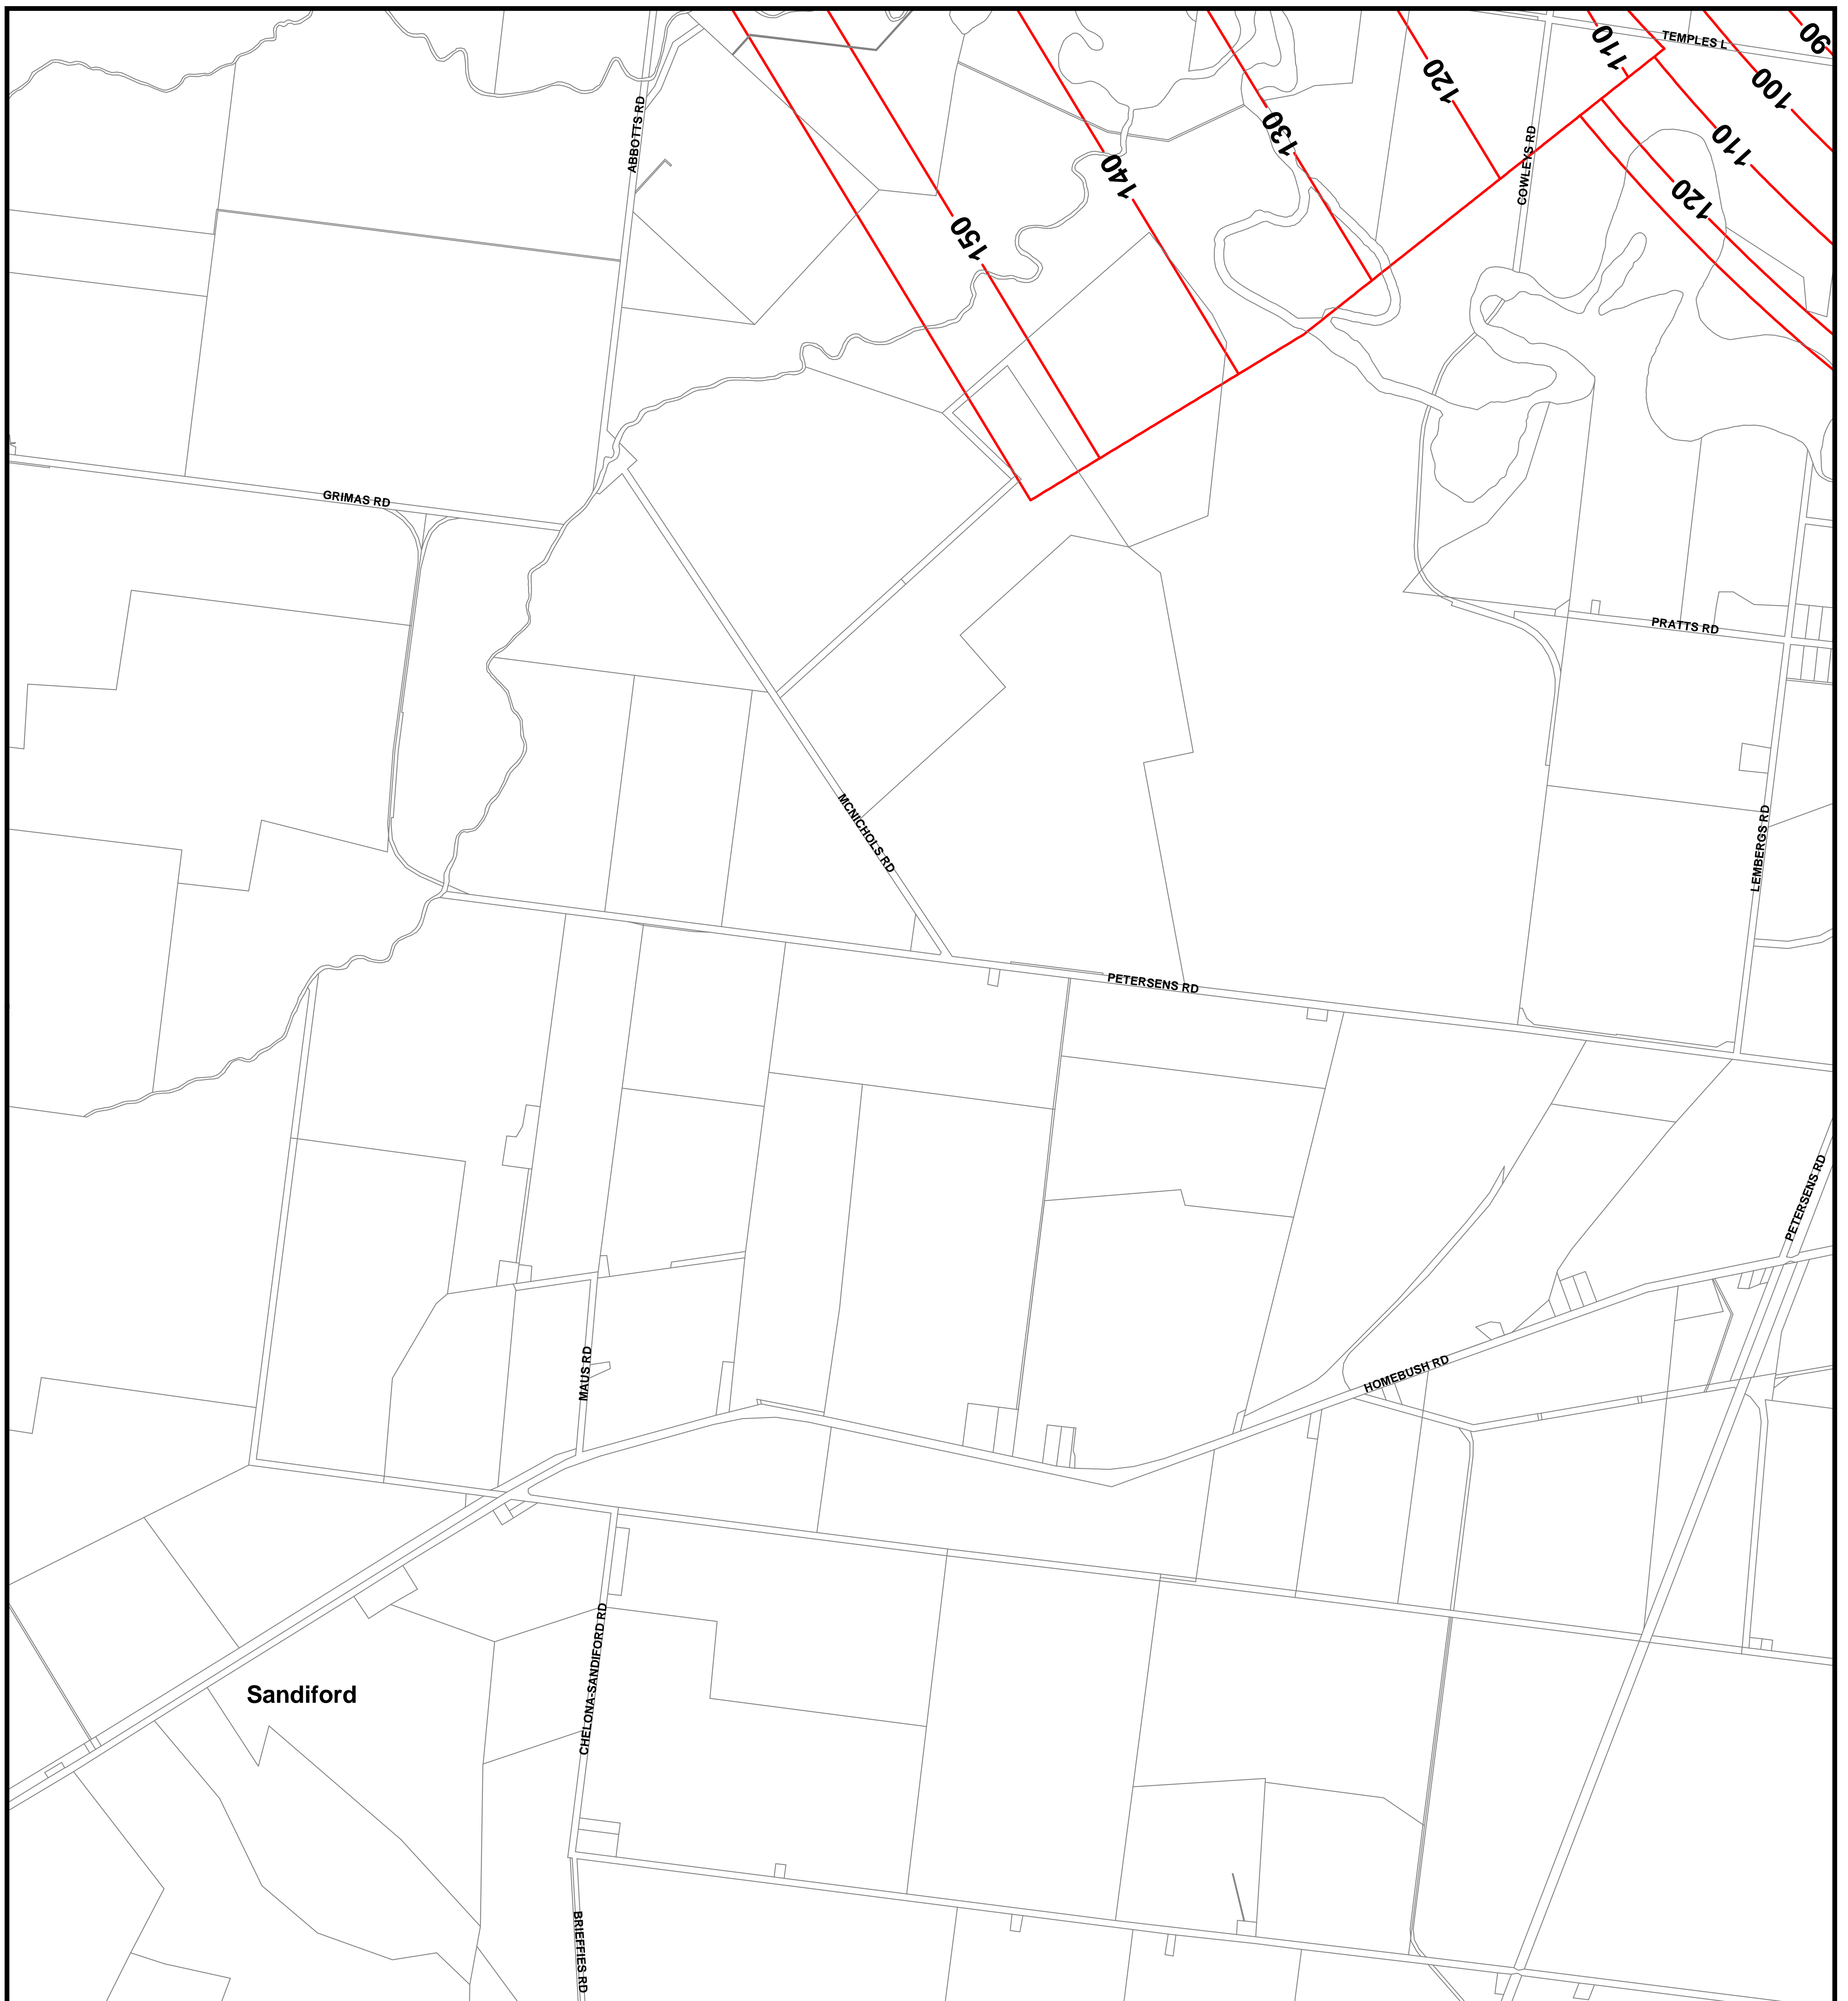 90
110
TEMPLES L
100
120
ABBOTTS RD
130
110
COWLEYS RD
140
120
150
GRIMAS RD
PRATTS RD
MCNICHOLS RD
LEMBERGS RD
PETERSENS RD
PETERSENS RD
MAUS RD
HOMEBUSH RD
CHELONA-SANDIFORD RD
Sandiford
BRIEFFIES RD